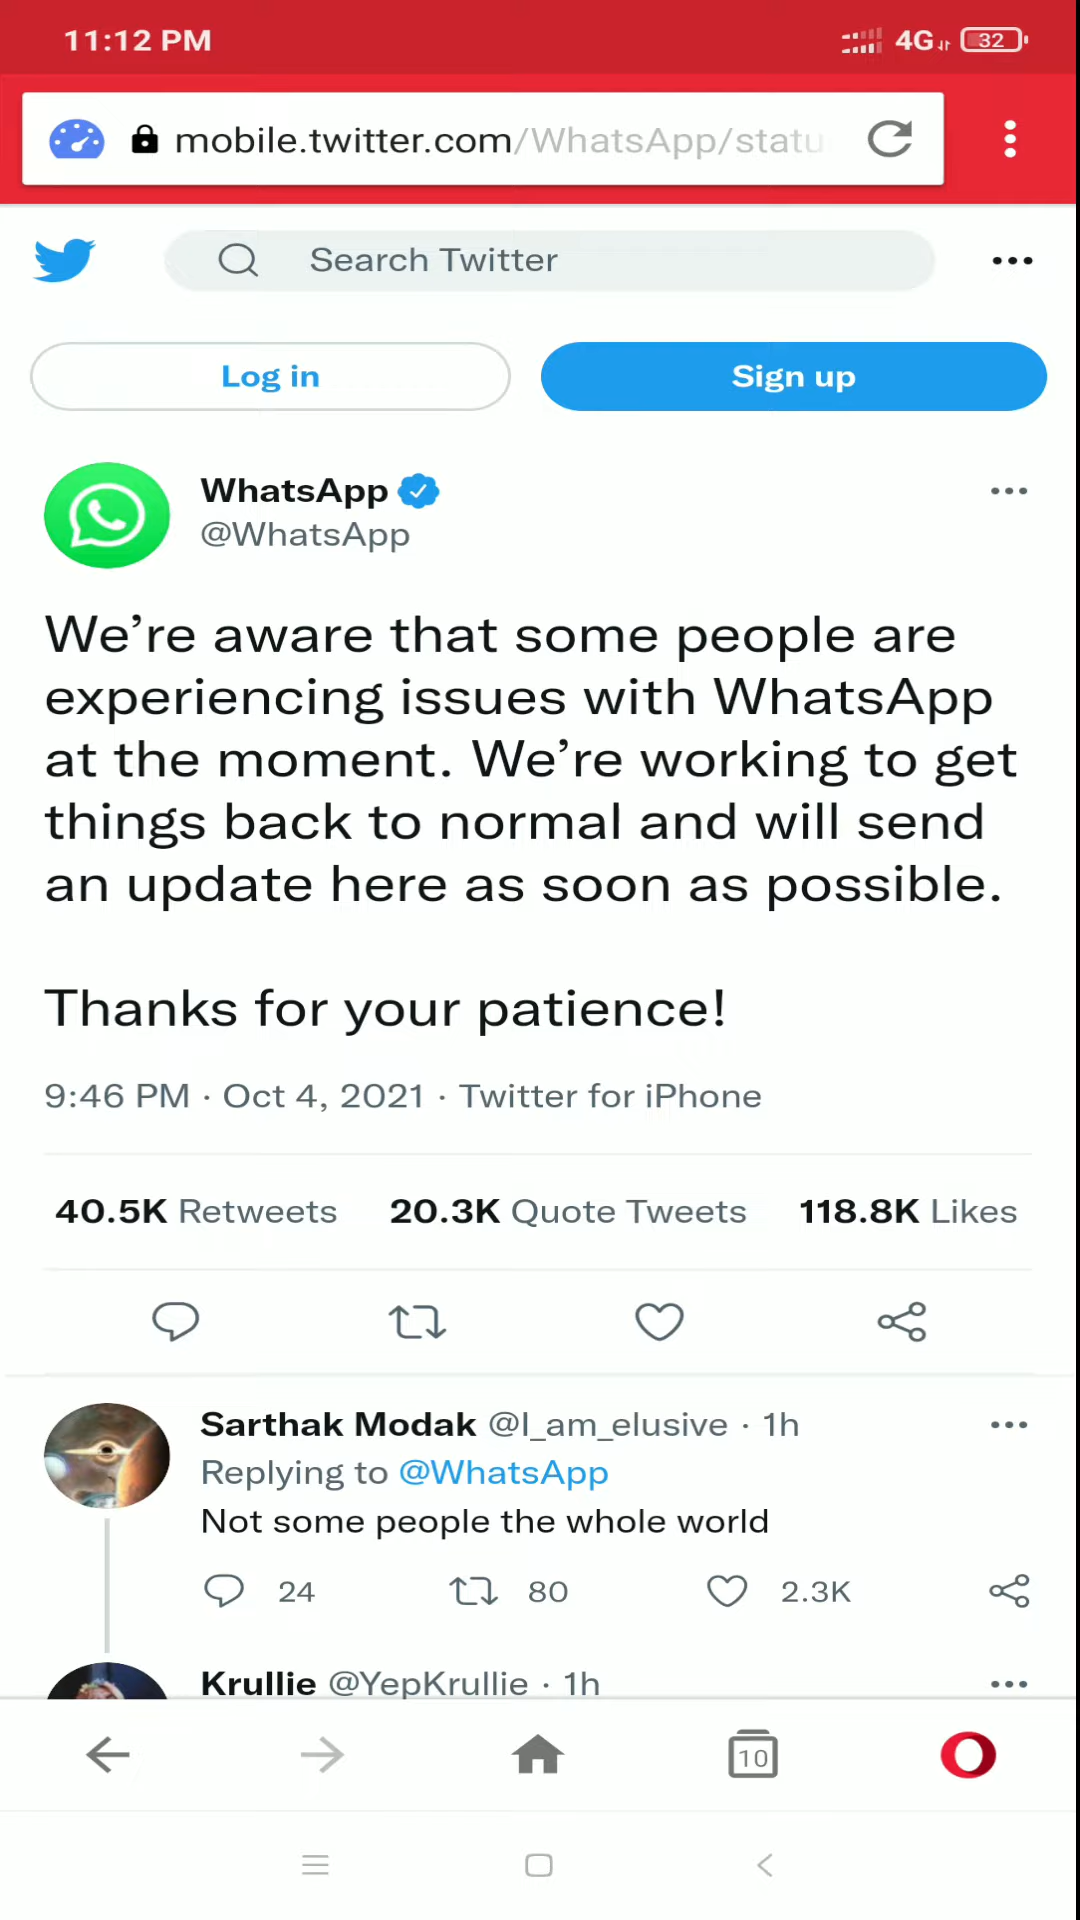 11:12 PM
4G 32
mobile.twitter.com/WhatsApp/statu
Search Twitter
Log in
Sign up
WhatsApp
@WhatsApp
We’re aware that some people are
experiencing issues with WhatsApp
at the moment. We’re working to get
things back to normal and will send
an update here as soon as possible.
Thanks for your patience!
9:46 PM · Oct 4, 2021 · Twitter for iPhone
40.5K Retweets 20.3K Quote Tweets 118.8K Likes
Sarthak Modak @I_am_elusive · 1h
Replying to @WhatsApp
Not some people the whole world
24 80 2.3K
Krullie @YepKrullie · 1h
10